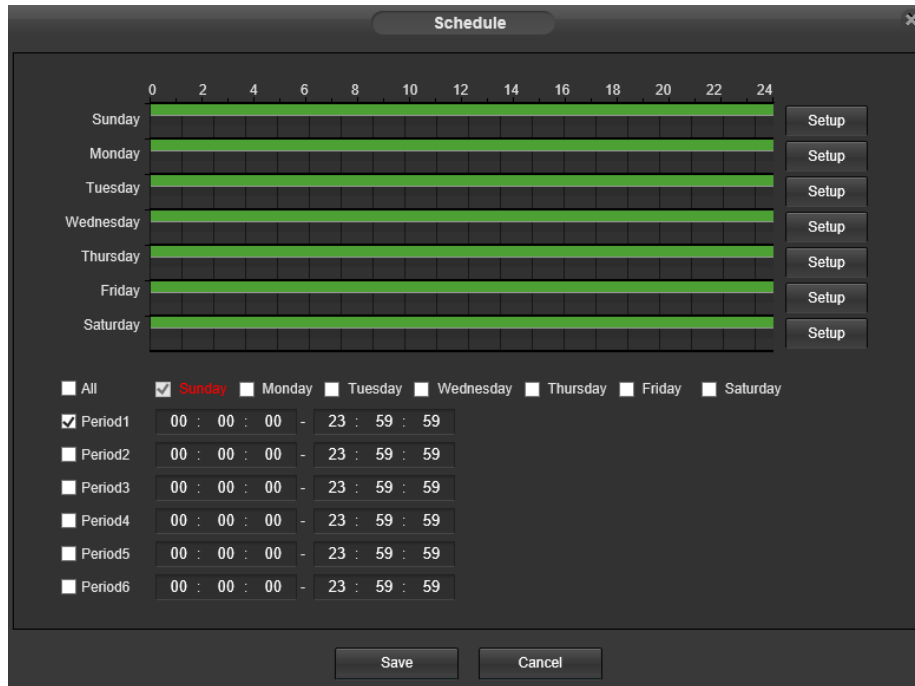 Schedule
0 2 4 6 8 10 12 14 16 18 20 22 24
Sunday Setup
Monday Setup
Tuesday Setup
Wednesday Setup
Thursday Setup
Friday Setup
Saturday Setup
All Sunday Monday Tuesday Wednesday Thursday Friday Saturday
Period1 00 : 00 : 00 - 23 : 59 : 59
Period2 00 : 00 : 00 - 23 : 59 : 59
Period3 00 : 00 : 00 - 23 : 59 : 59
Period4 00 : 00 : 00 - 23 : 59 : 59
Period5 00 : 00 : 00 - 23 : 59 : 59
Period6 00 : 00 : 00 - 23 : 59 : 59
Save Cancel